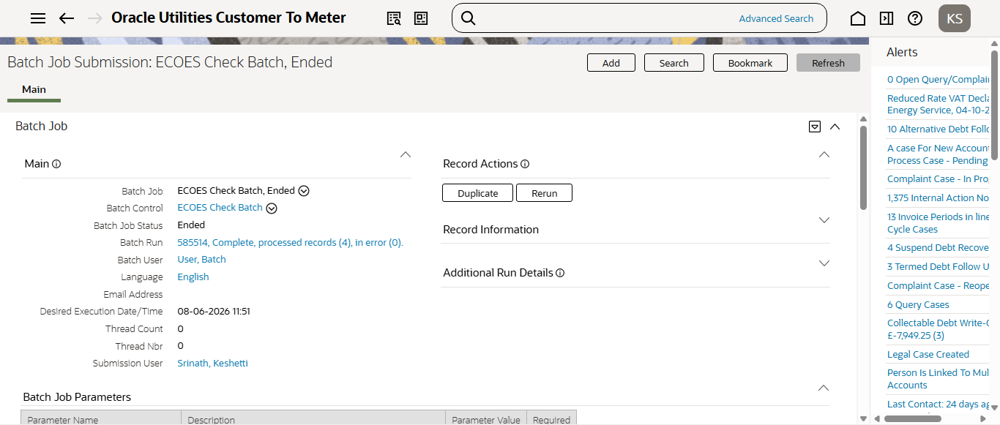 Oracle Utilities Customer To Meter
Advanced Search
KS
Batch Job Submission: ECOES Check Batch, Ended
Add
Search
Bookmark
Refresh
Main
Batch Job
Main
Batch Job ECOES Check Batch, Ended
Batch Control ECOES Check Batch
Batch Job Status Ended
Batch Run 585514, Complete, processed records (4), in error (0).
Batch User User, Batch
Language English
Email Address
Desired Execution Date/Time 08-06-2026 11:51
Thread Count 0
Thread Nbr 0
Submission User Srinath, Keshetti
Record Actions
Duplicate
Rerun
Record Information
Additional Run Details
Batch Job Parameters
Parameter Name Description Parameter Value Required
Alerts
0 Open Query/Complai
Reduced Rate VAT Decla
Energy Service, 04-10-2
10 Alternative Debt Follo
A case For New Account
Process Case - Pending
Complaint Case - In Pro
1,375 Internal Action No
13 Invoice Periods in line
Cycle Cases
4 Suspend Debt Recove
3 Termed Debt Follow U
Complaint Case - Reope
6 Query Cases
Collectable Debt Write-O
£-7,949.25 (3)
Legal Case Created
Person Is Linked To Mul
Accounts
Last Contact: 24 days ag